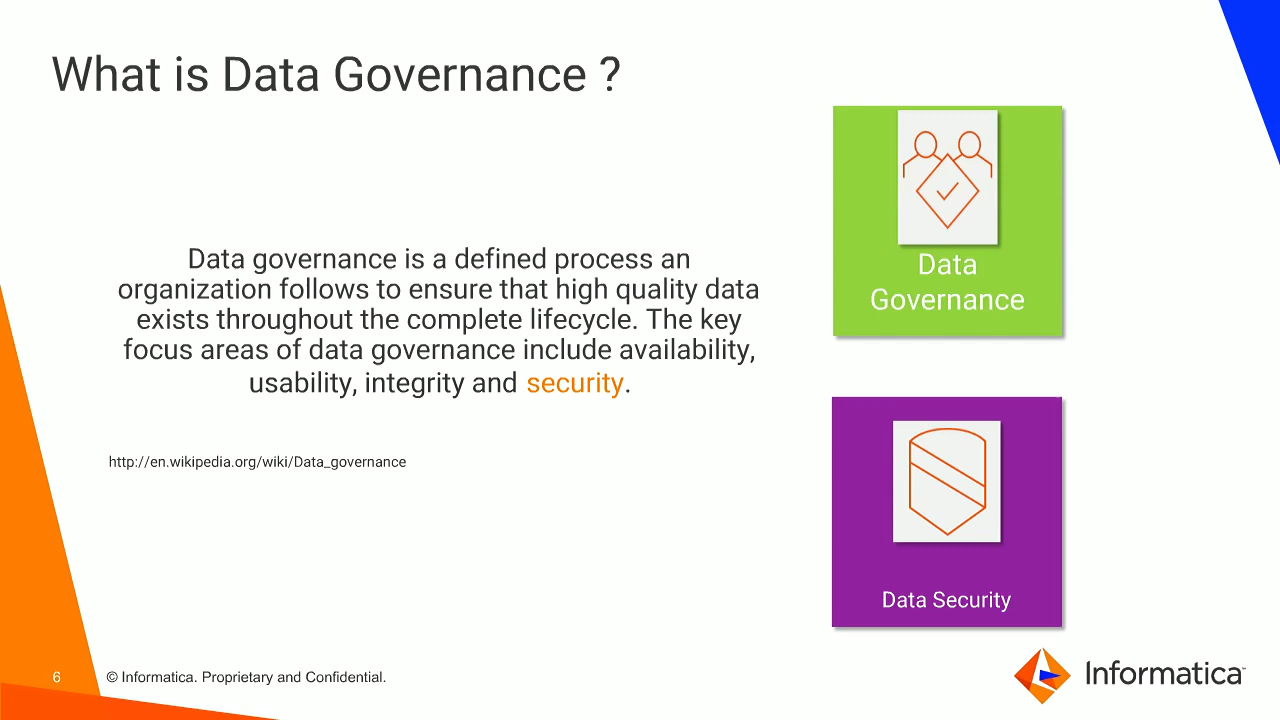 What is Data Governance ?
Data governance is a defined process an
organization follows to ensure that high quality data
exists throughout the complete lifecycle. The key
focus areas of data governance include availability,
usability, integrity and security.
http://en.wikipedia.org/wiki/Data_governance
Data
Governance
Data Security
6
© Informatica. Proprietary and Confidential.
Informatica